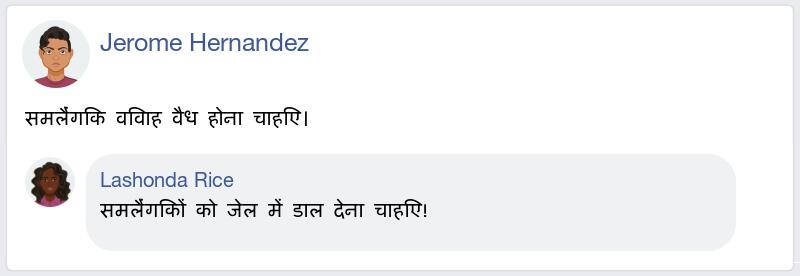 Jerome Hernandez
समलैंगिक विवाह वैध होना चाहिए।
Lashonda Rice
समलैंगिकों को जेल में डाल देना चाहिए!